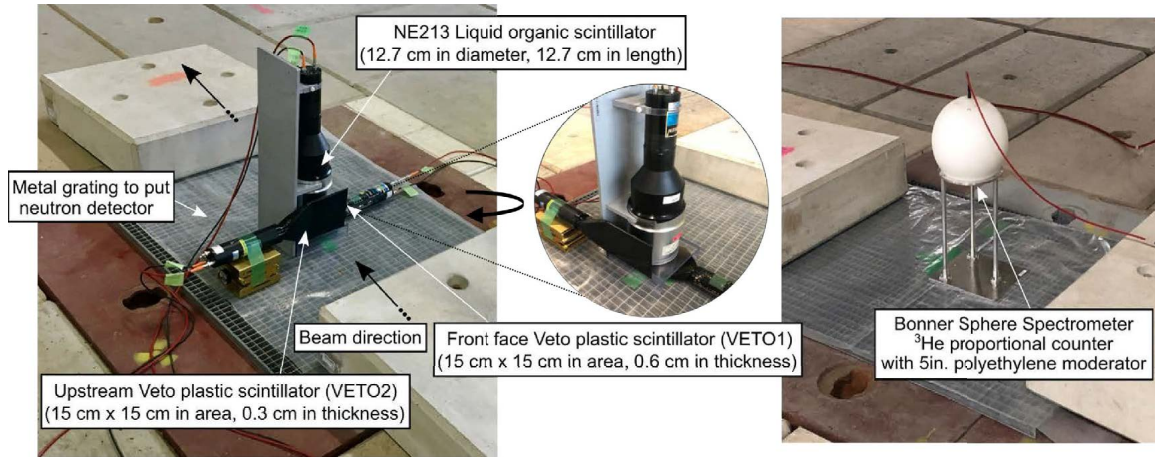 NE213 Liquid organic scintillator
(12.7 cm in diameter, 12.7 cm in length)
Metal grating to put
neutron detector
Beam direction
Upstream Veto plastic scintillator (VETO2)
(15 cm x 15 cm in area, 0.3 cm in thickness)
Front face Veto plastic scintillator (VETO1)
(15 cm x 15 cm in area, 0.6 cm in thickness)
Bonner Sphere Spectrometer
³He proportional counter
with 5in. polyethylene moderator